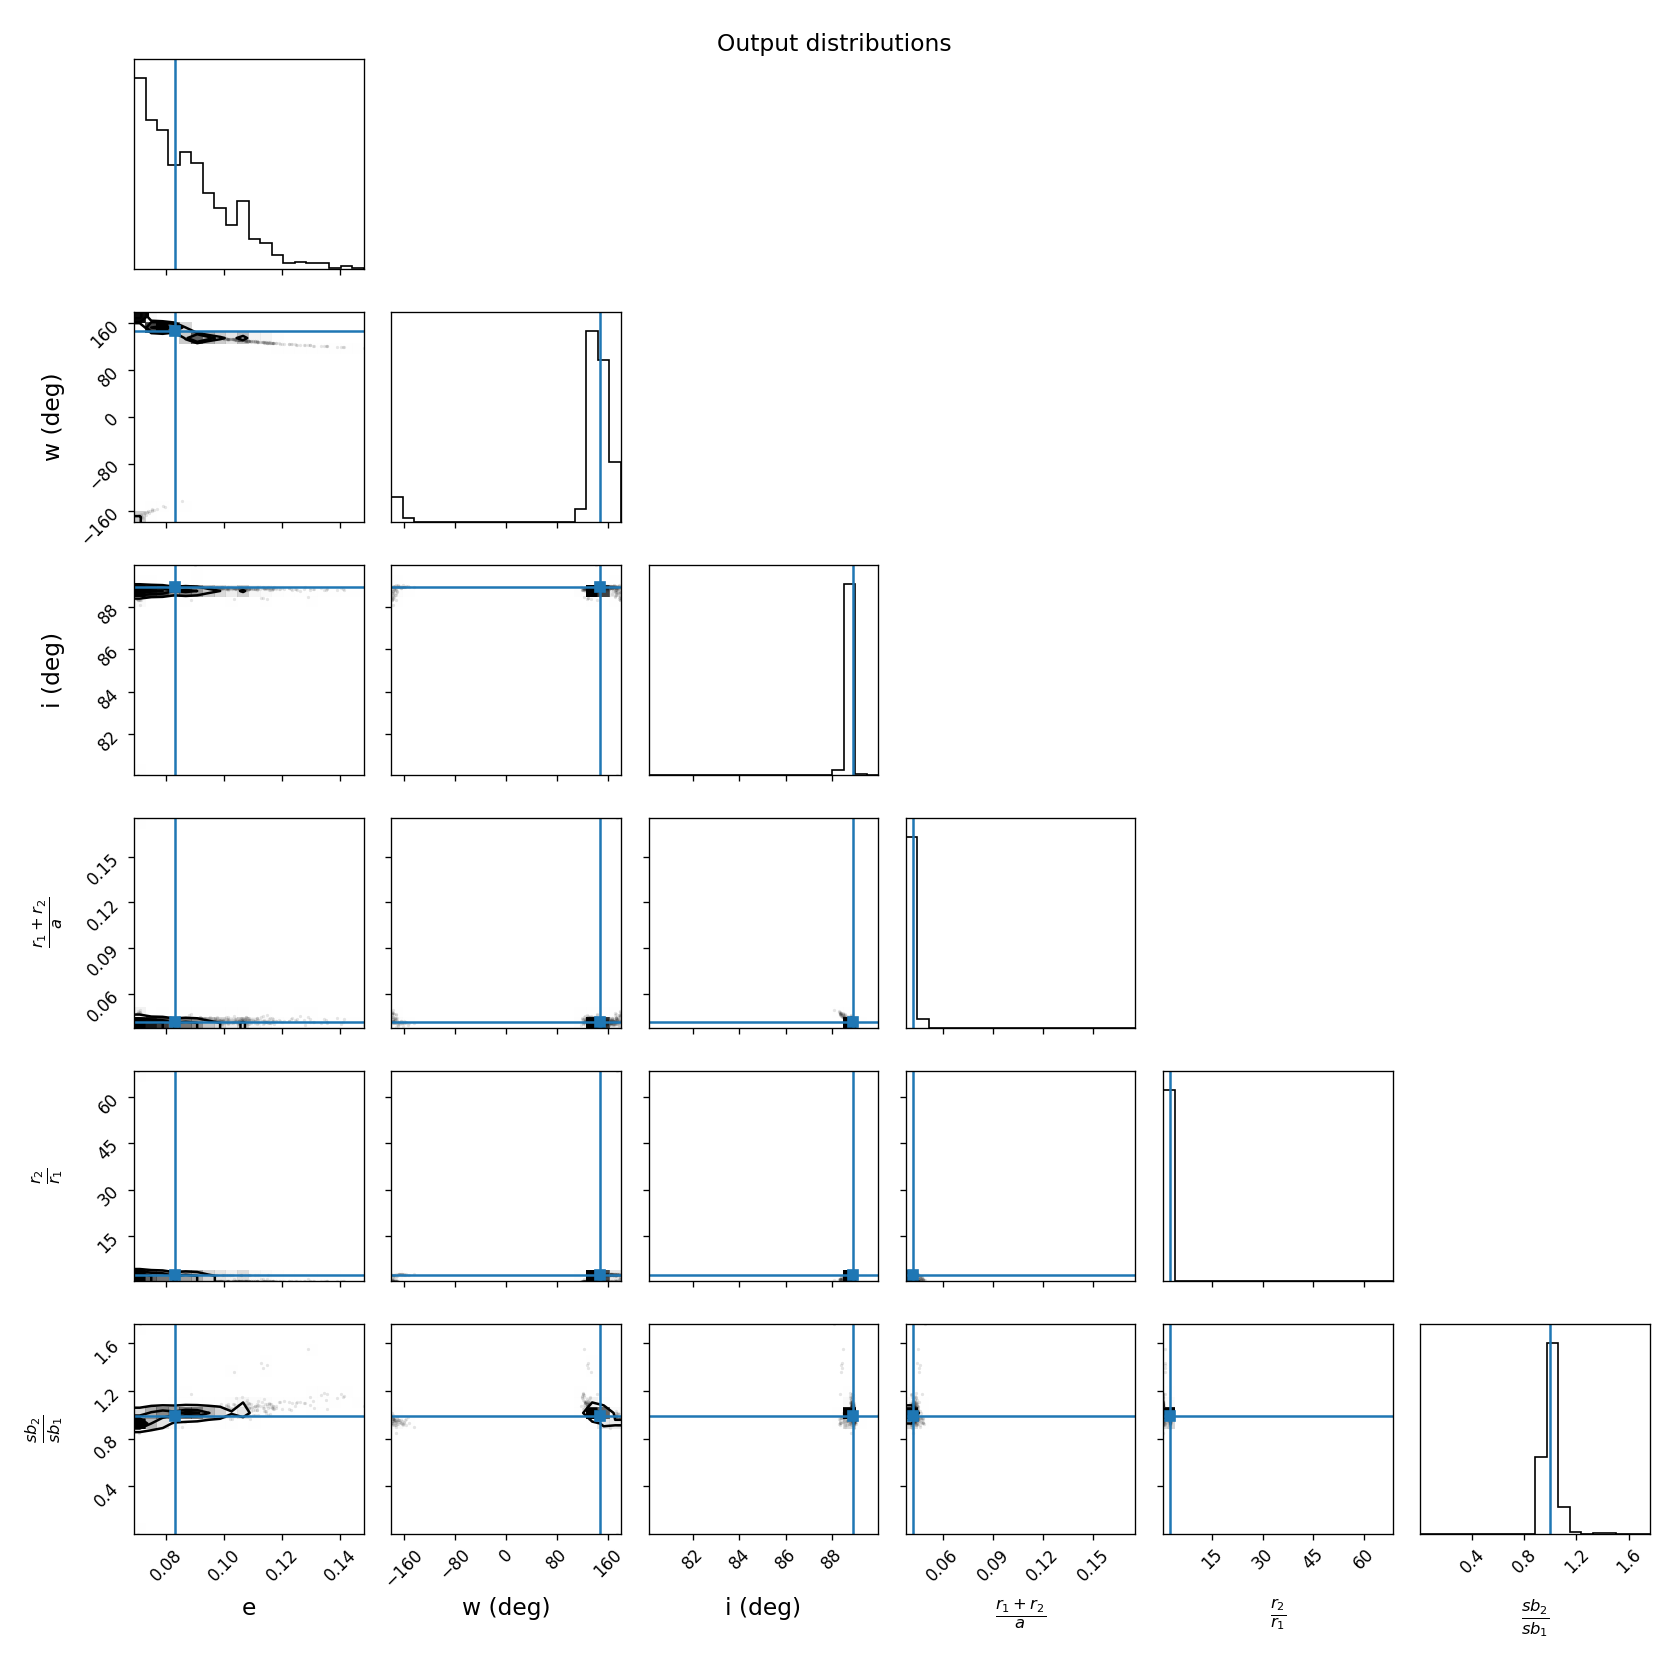 Output distributions
w (deg)
160
80
0
−80
−160
i (deg)
88
86
84
82
r₁ + r₂
a
0.15
0.12
0.09
0.06
r₂
r₁
60
45
30
15
sb₂
sb₁
1.6
1.2
0.8
0.4
0.08 0.10 0.12 0.14 −160 −80 0 80 160 82 84 86 88 0.06 0.09 0.12 0.15 15 30 45 60 0.4 0.8 1.2 1.6
e w (deg) i (deg) r₁ + r₂ r₂ sb₂
a r₁ sb₁